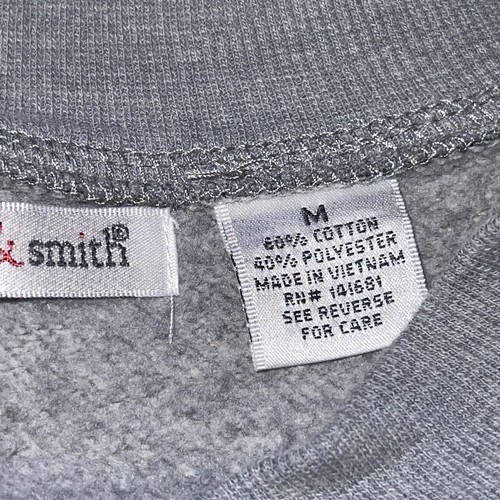 & smith®
M
60% COTTON
40% POLYESTER
MADE IN VIETNAM
RN# 141681
SEE REVERSE
FOR CARE